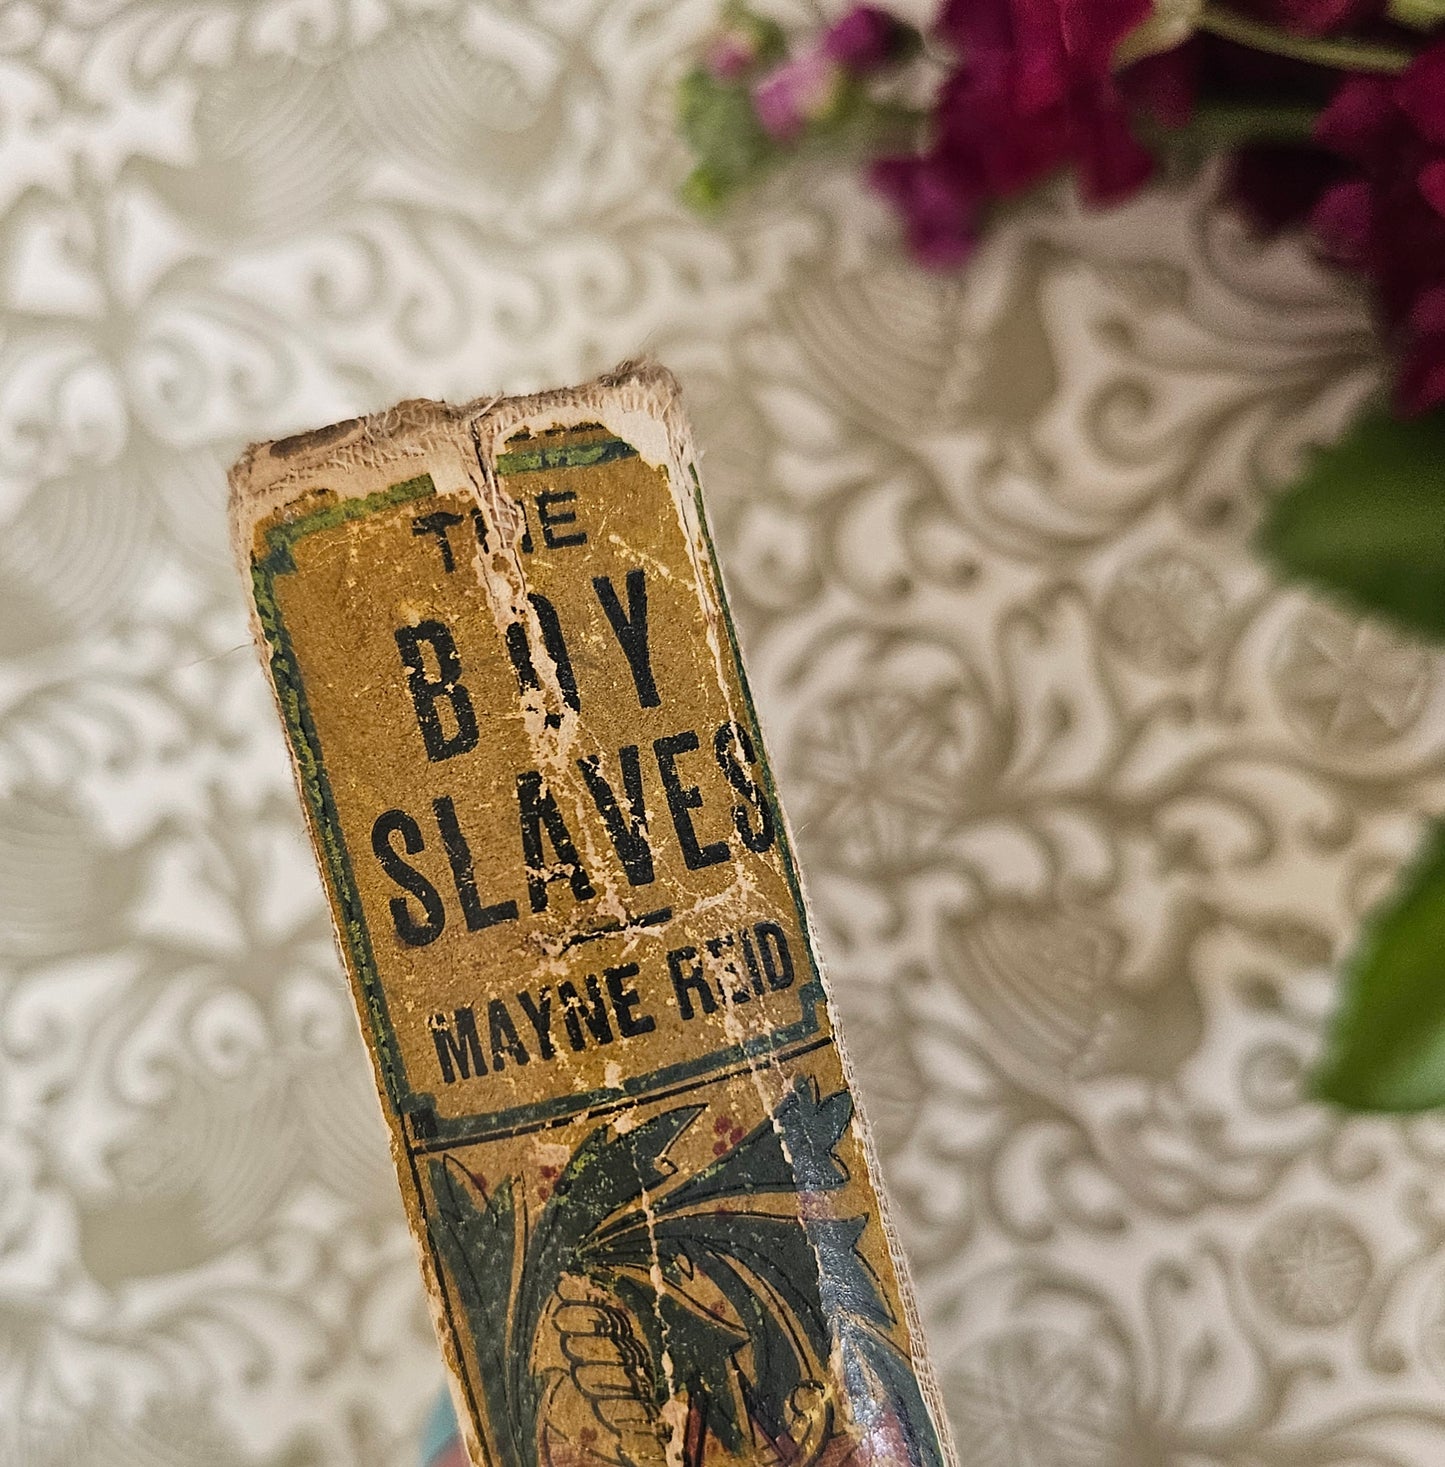 THE
BOY
SLAVES
MAYNE REID